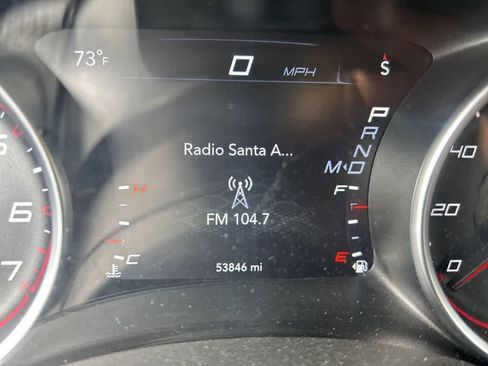 73°F 0 MPH S
P
R
N
M◂D
Radio Santa A...
FM 104.7
H
C
F
E
53846 mi
6
7
40
20
0